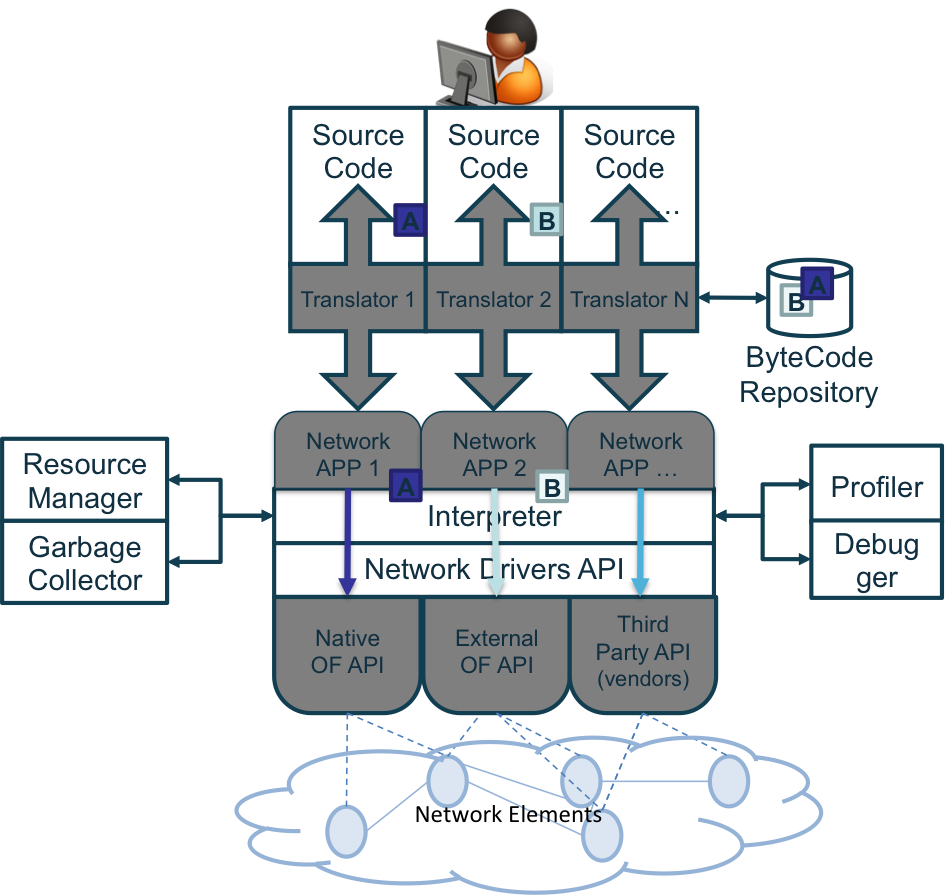 Source
Code
Source
Code
Source
Code
...
A
B
Translator 1
Translator 2
Translator N
A
B
ByteCode
Repository
Network
APP 1
Network
APP 2
Network
APP ...
A
B
Resource
Manager
Garbage
Collector
Interpreter
Network Drivers API
Profiler
Debug
ger
Native
OF API
External
OF API
Third
Party API
(vendors)
Network Elements